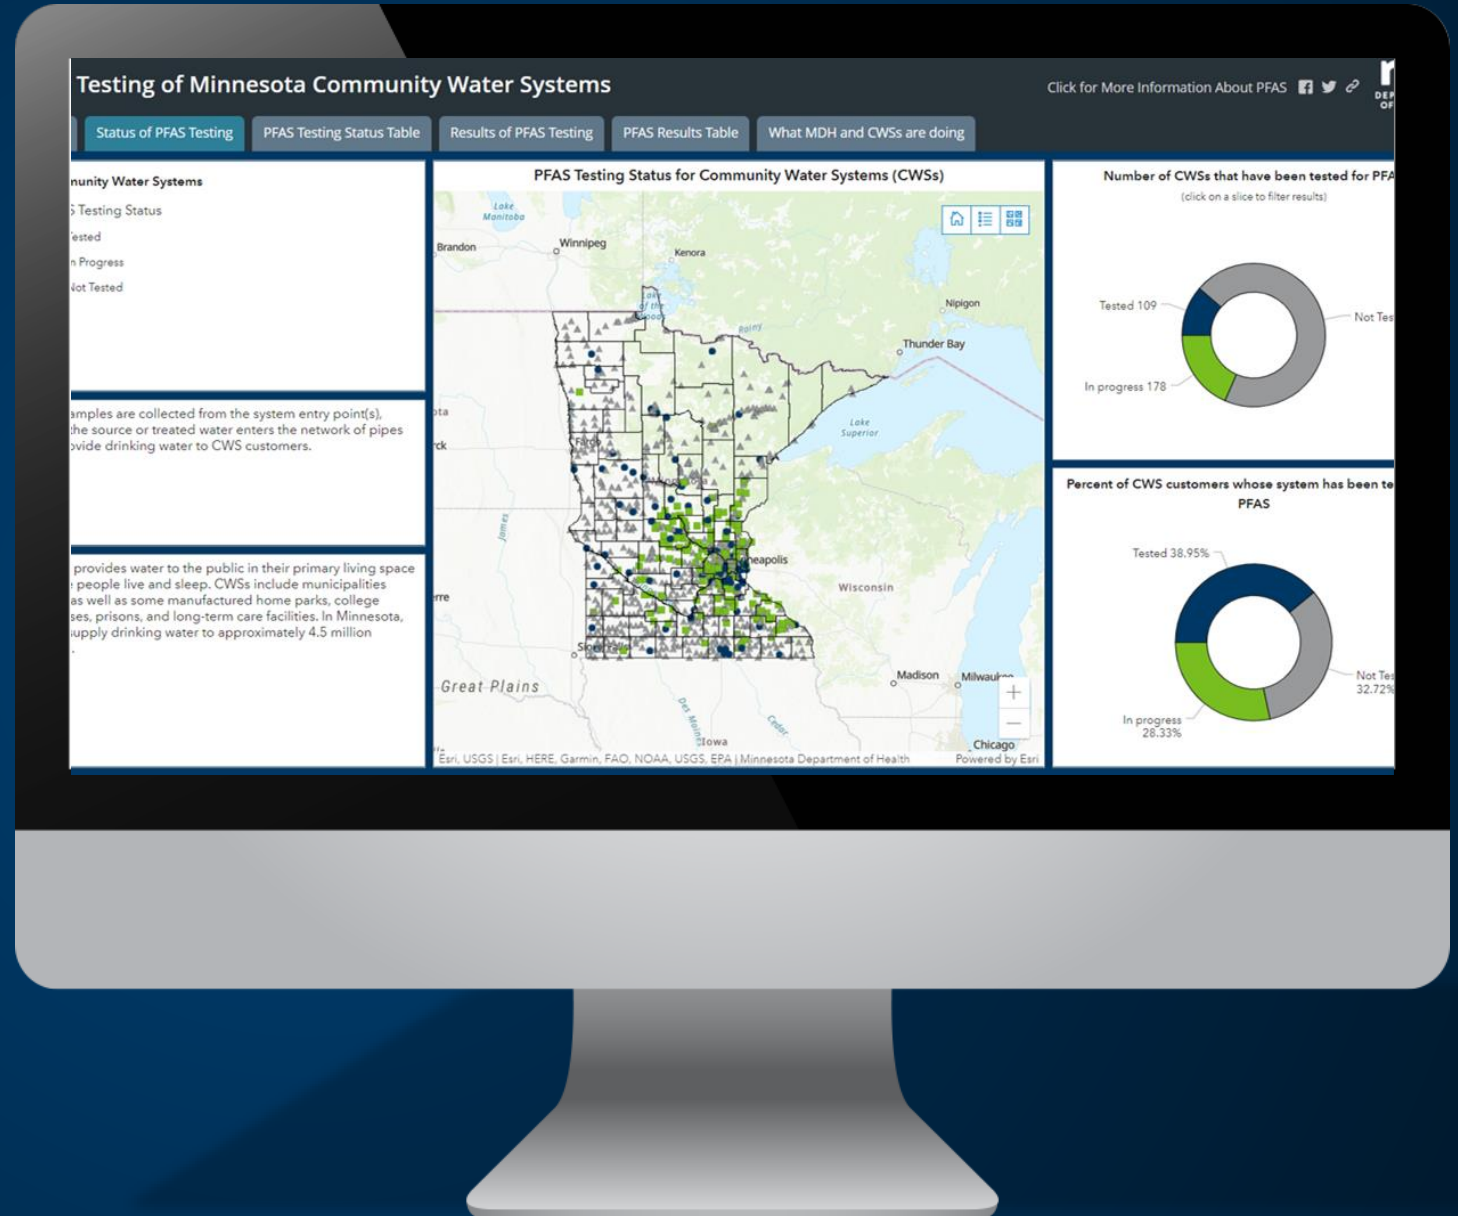 Testing of Minnesota Community Water Systems
Click for More Information About PFAS
Status of PFAS Testing
PFAS Testing Status Table
Results of PFAS Testing
PFAS Results Table
What MDH and CWSs are doing
Water Systems
Testing Status
Progress
Not Tested
are collected from the system entry point(s),
the source or treated water enters the network of pipes
drinking water to CWS customers.
provides water to the public in their primary living space
people live and sleep. CWSs include municipalities
as well as some manufactured home parks, college
prisons, and long-term care facilities. In Minnesota,
supply drinking water to approximately 4.5 million
.
PFAS Testing Status for Community Water Systems (CWSs)
Lake
Manitoba
Brandon
Winnipeg
Kenora
Lake
of the
Woods
Nipigon
Rainy
Thunder Bay
Lake
Superior
Fargo
James
Wisconsin
Great Plains
Madison
Des Moines
Cedar
Iowa
Chicago
+
−
Esri, USGS | Esri, HERE, Garmin, FAO, NOAA, USGS, EPA | Minnesota Department of Health
Powered by Esri
Number of CWSs that have been tested for PFA
(click on a slice to filter results)
Tested 109
Not Tes
In progress 178
Percent of CWS customers whose system has been te
PFAS
Tested 38.95%
Not Tes
32.72%
In progress
28.33%